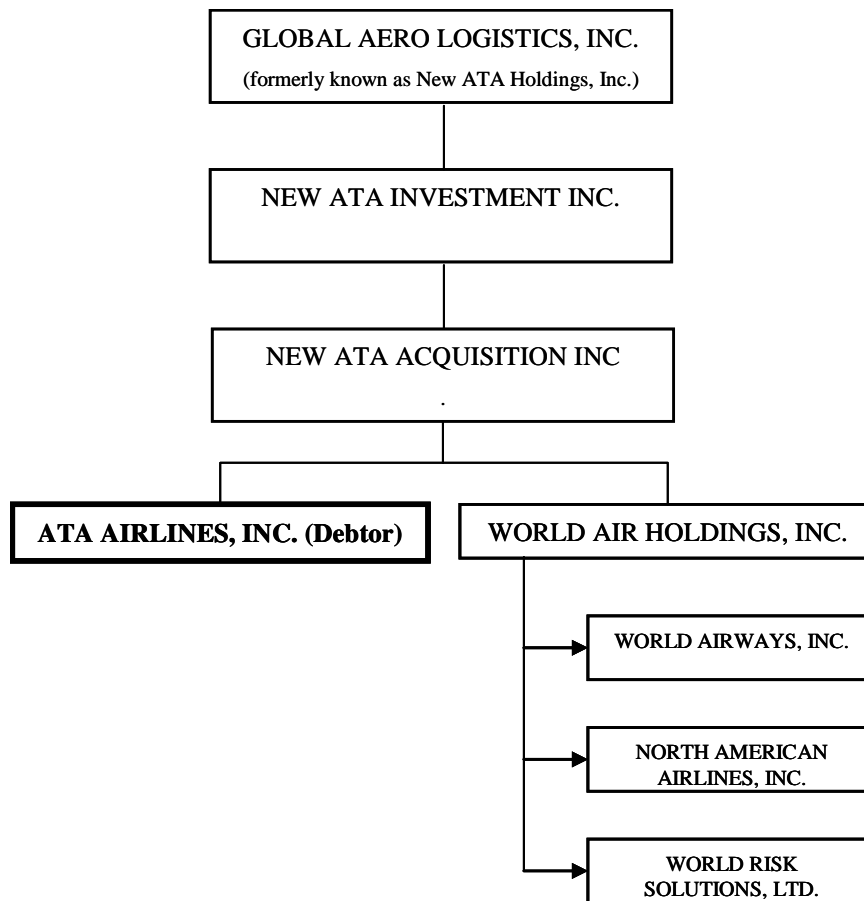 GLOBAL AERO LOGISTICS, INC.
(formerly known as New ATA Holdings, Inc.)
NEW ATA INVESTMENT INC.
NEW ATA ACQUISITION INC
.
ATA AIRLINES, INC. (Debtor)
WORLD AIR HOLDINGS, INC.
WORLD AIRWAYS, INC.
NORTH AMERICAN
AIRLINES, INC.
WORLD RISK
SOLUTIONS, LTD.